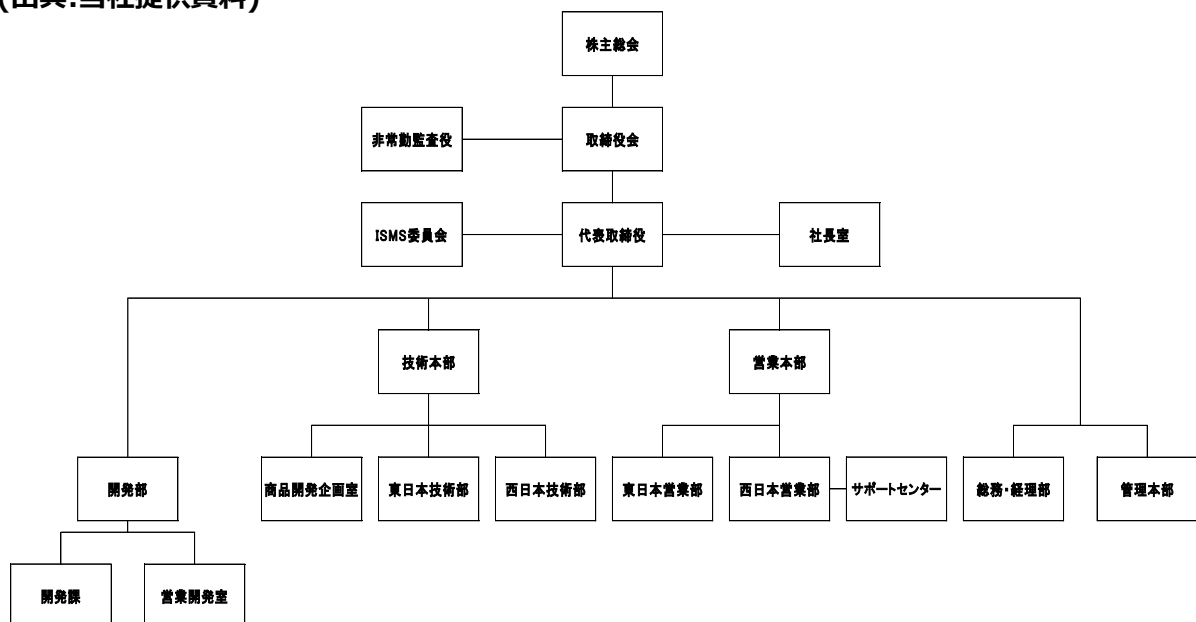 (出典:当社提供資料)
株主総会
非常勤監査役
取締役会
ISMS委員会
代表取締役
社長室
技術本部
営業本部
開発部
商品開発企画室
東日本技術部
西日本技術部
東日本営業部
西日本営業部
サポートセンター
総務・経理部
管理本部
開発課
営業開発室